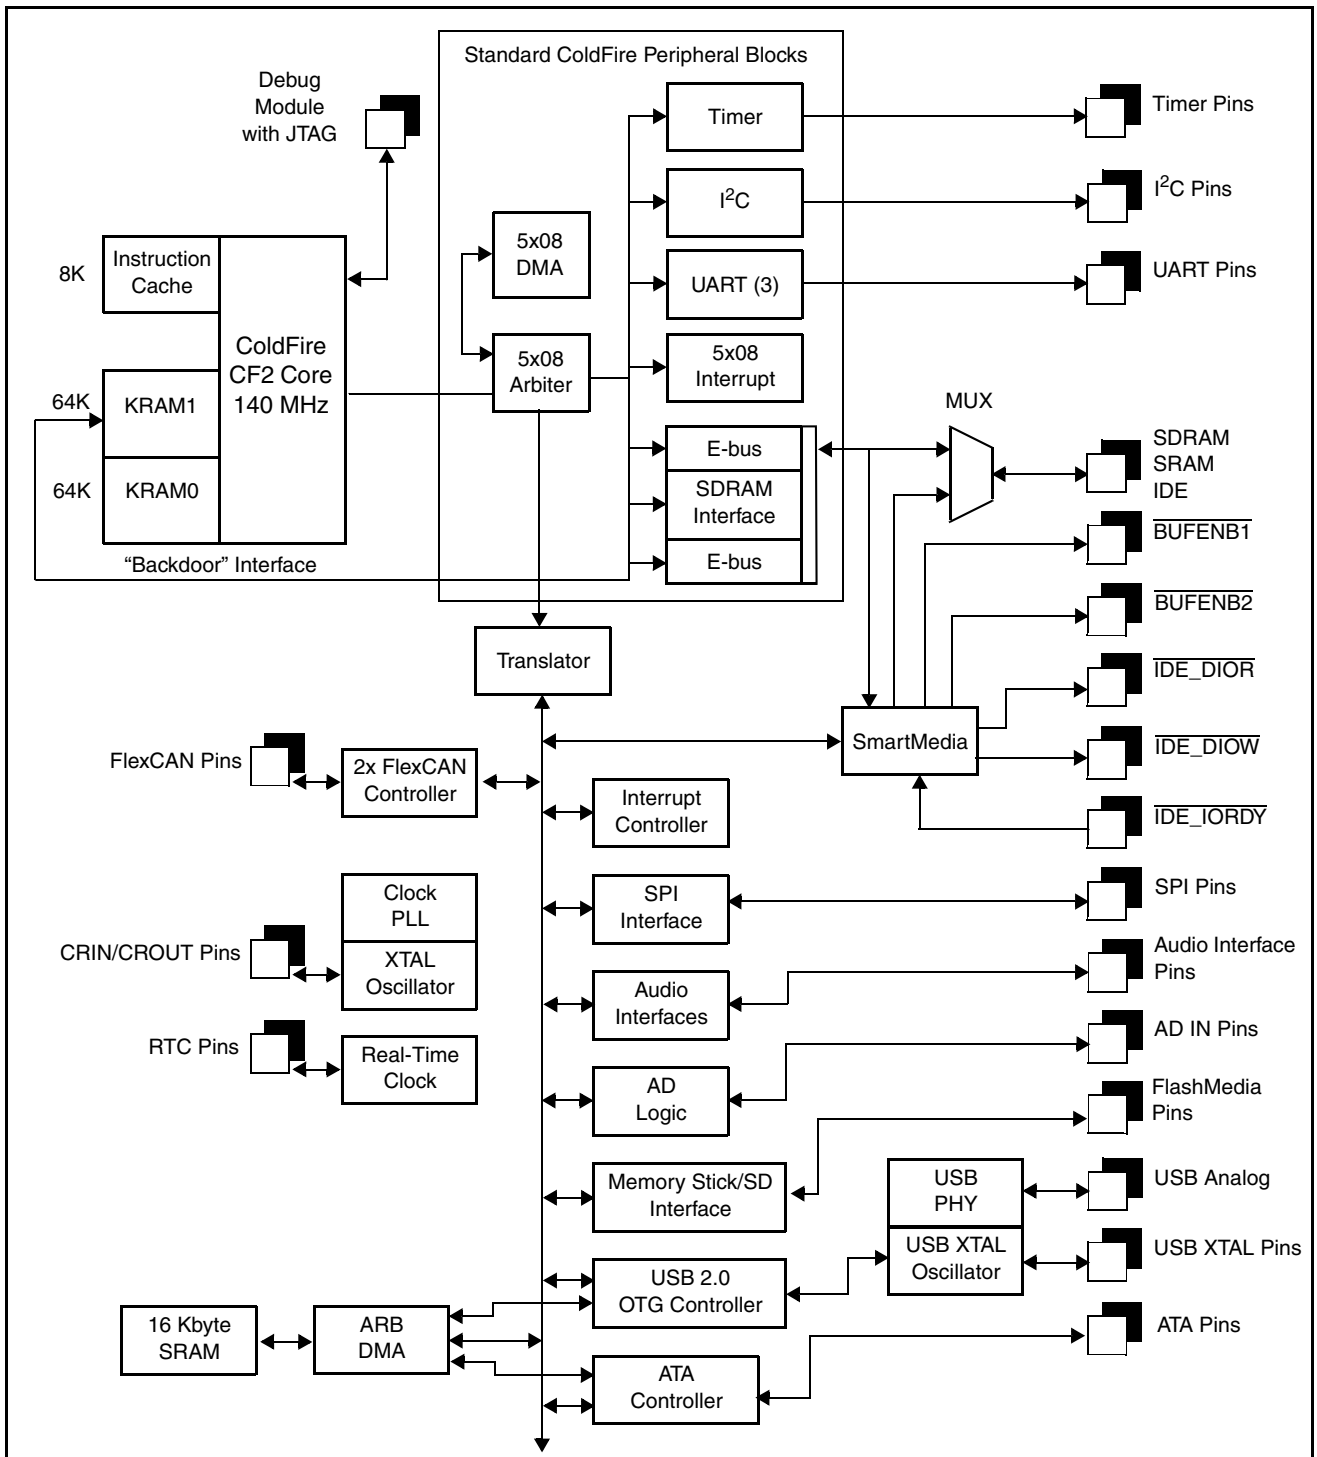 Standard ColdFire Peripheral Blocks
Debug
Module
with JTAG
Timer
Timer Pins
I²C
I²C Pins
8K
Instruction
Cache
5x08
DMA
UART (3)
UART Pins
ColdFire
CF2 Core
140 MHz
5x08
Arbiter
5x08
Interrupt
64K
KRAM1
MUX
E-bus
SDRAM
SRAM
IDE
64K
KRAM0
SDRAM
Interface
E-bus
BUFENB1
“Backdoor” Interface
BUFENB2
Translator
IDE_DIOR
SmartMedia
IDE_DIOW
FlexCAN Pins
2x FlexCAN
Controller
Interrupt
Controller
IDE_IORDY
Clock
PLL
SPI
Interface
SPI Pins
CRIN/CROUT Pins
XTAL
Oscillator
Audio
Interfaces
Audio Interface
Pins
RTC Pins
Real-Time
Clock
AD
Logic
AD IN Pins
FlashMedia
Pins
Memory Stick/SD
Interface
USB
PHY
USB Analog
USB XTAL
Oscillator
USB XTAL Pins
USB 2.0
OTG Controller
16 Kbyte
SRAM
ARB
DMA
ATA Pins
ATA
Controller